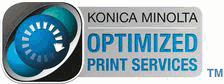 KONICA MINOLTA
OPTIMIZED
PRINT SERVICES
TM